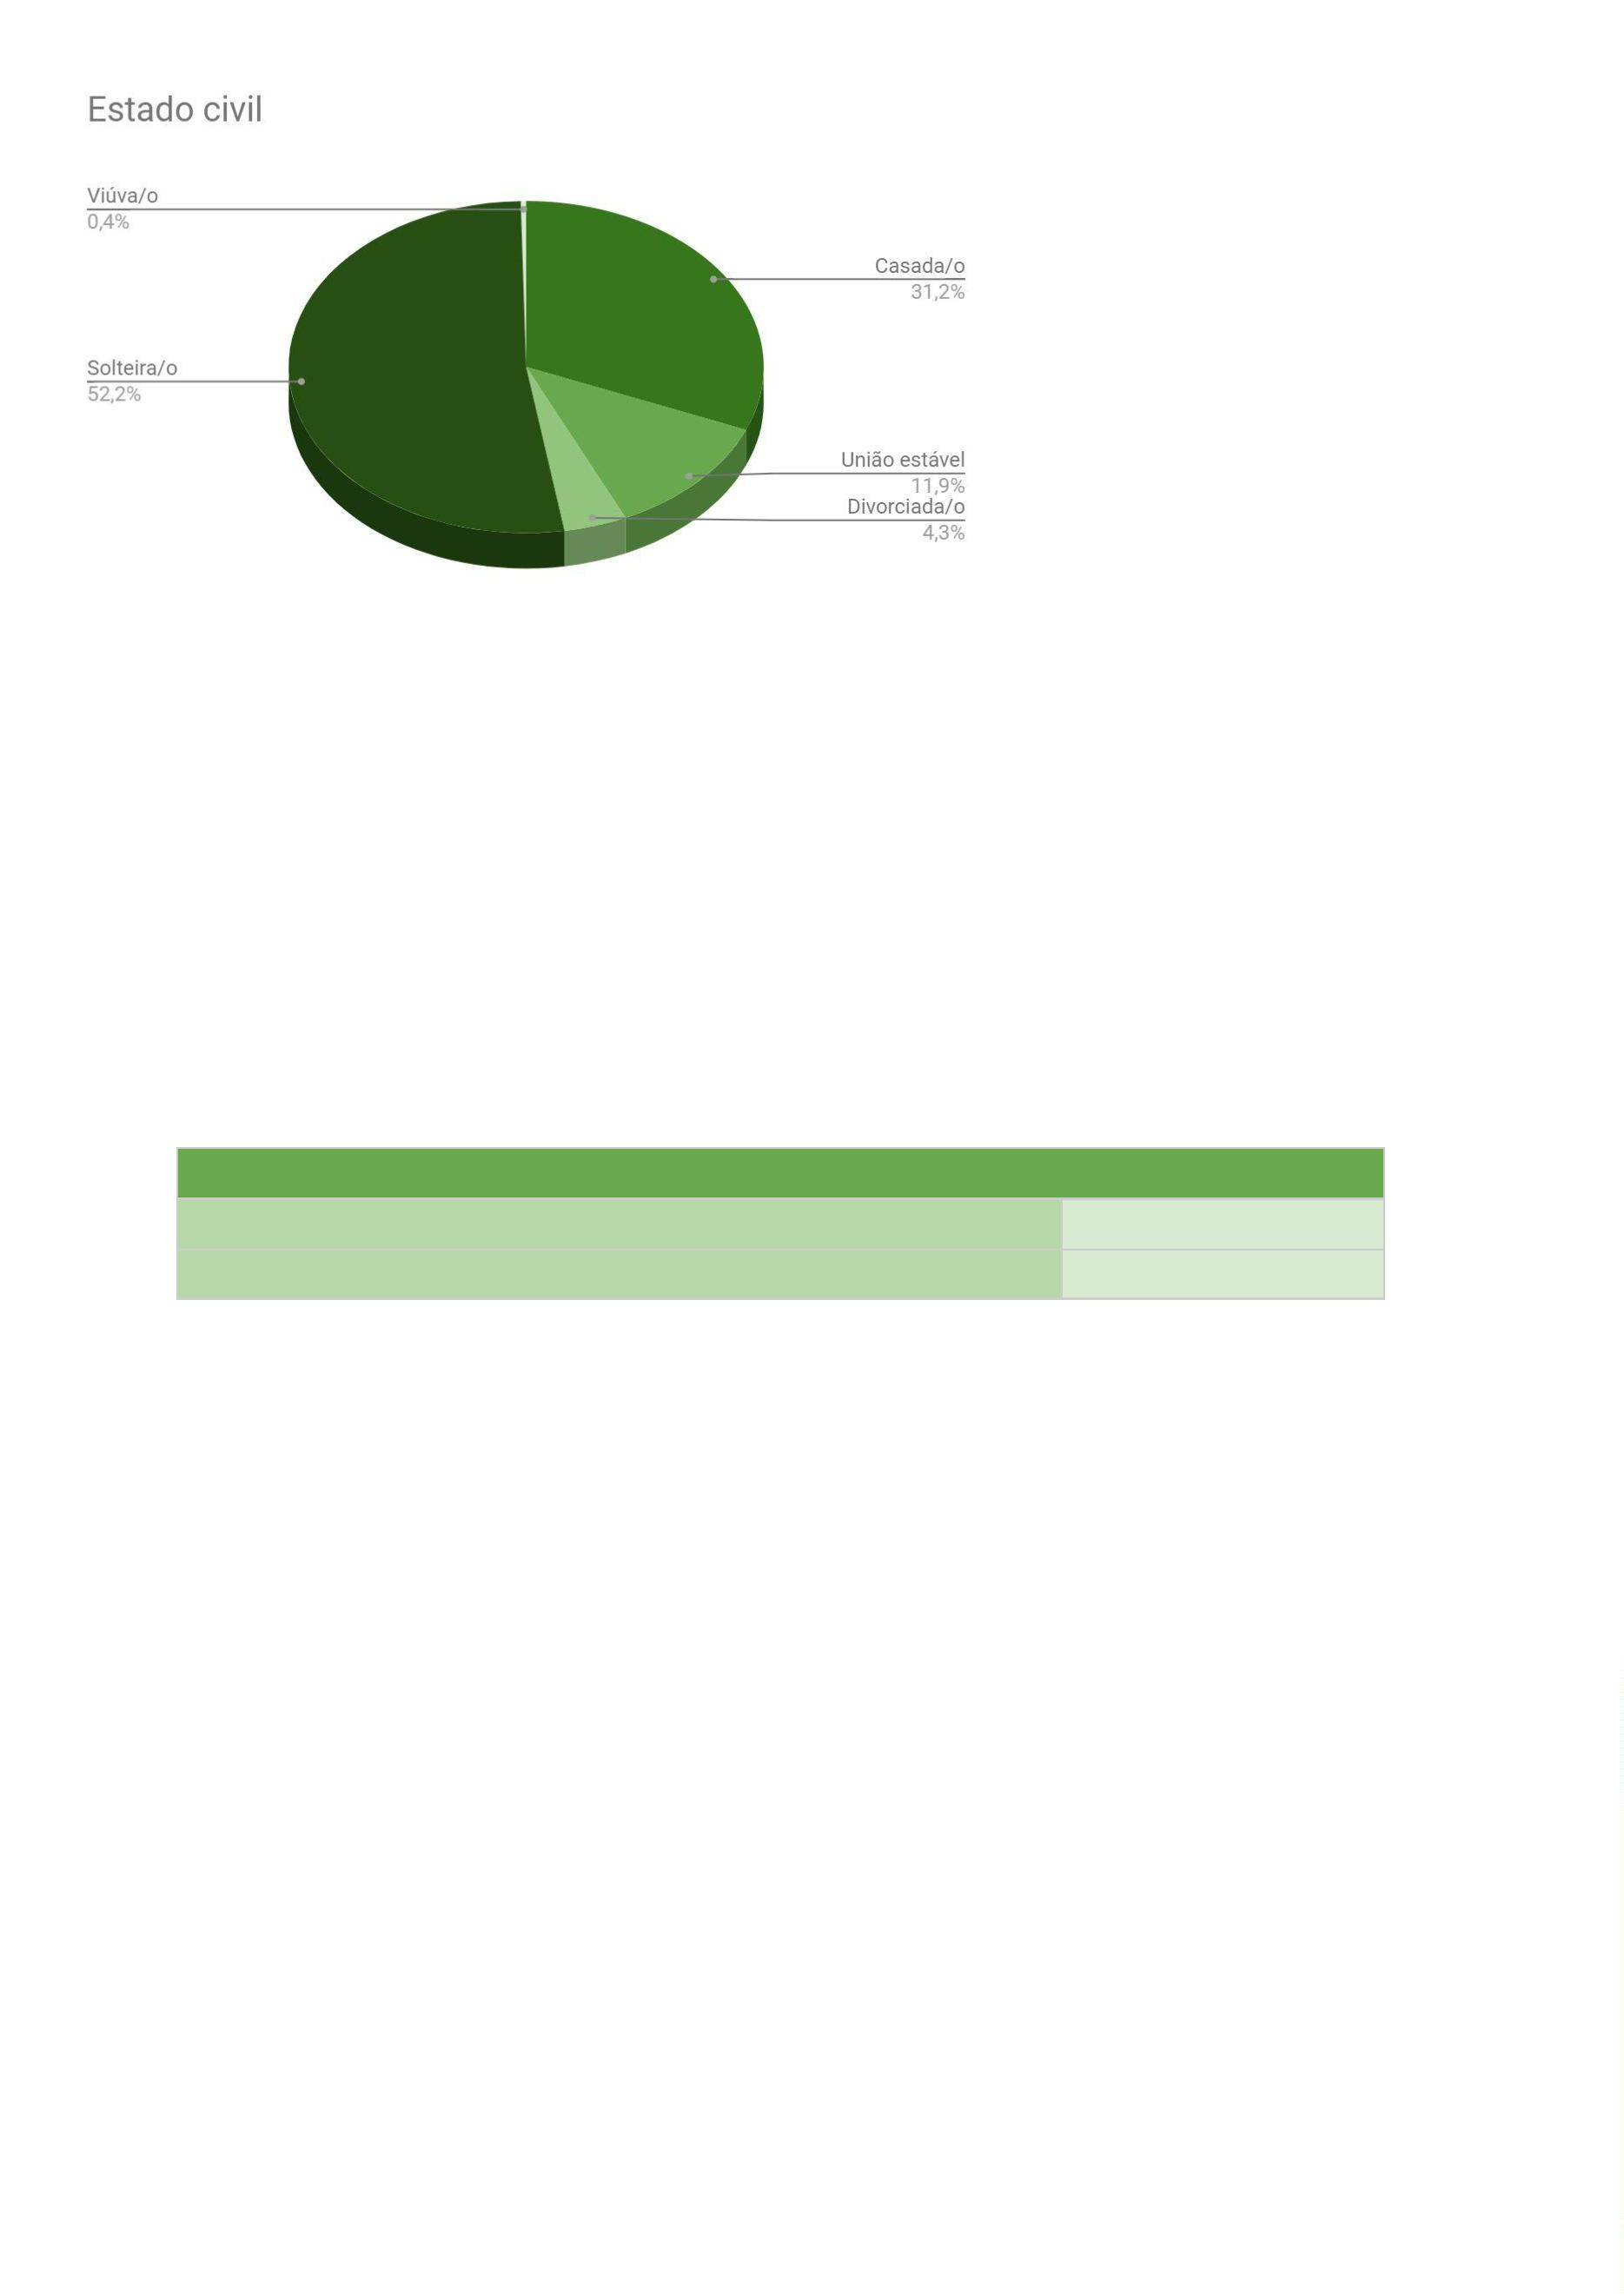 Estado civil
Viúva/o
0,4%
Casada/o
31,2%
Solteira/o
52,2%
União estável
11,9%
Divorciada/o
4,3%